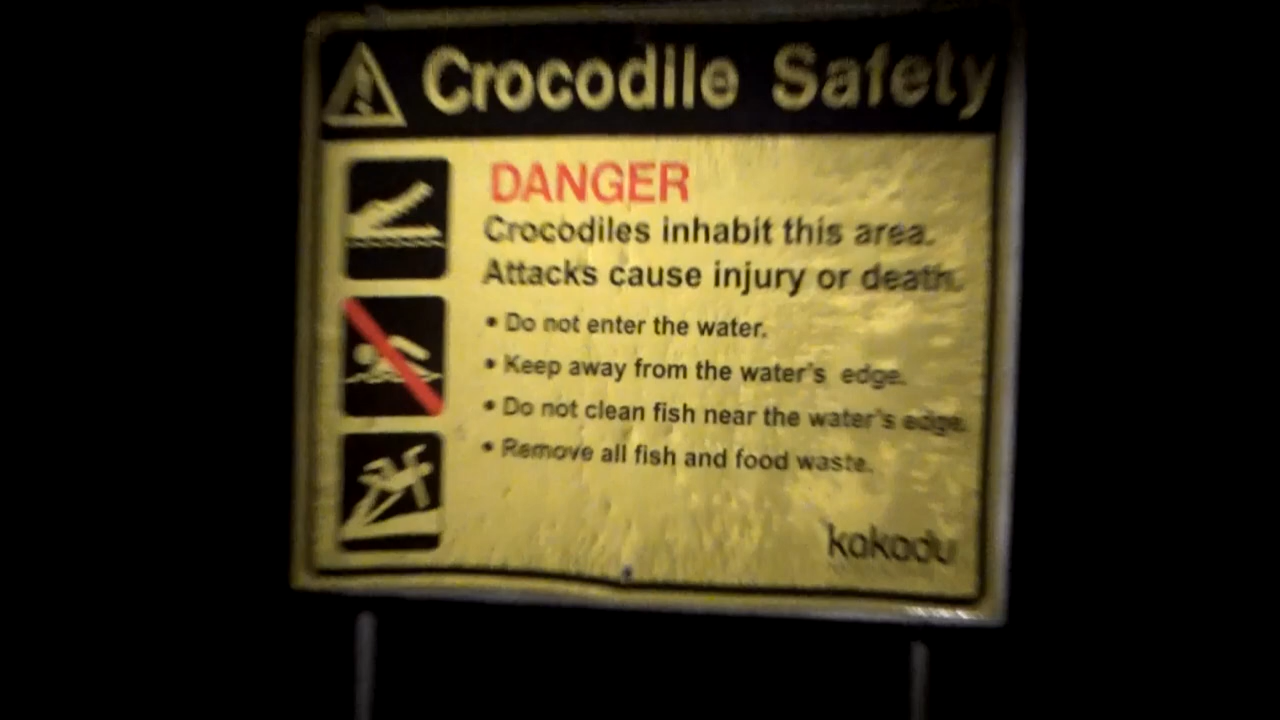 Crocodile Safety
DANGER
Crocodiles inhabit this area.
Attacks cause injury or death.
• Do not enter the water.
• Keep away from the water's edge.
• Do not clean fish near the water's edge.
• Remove all fish and food waste.
kakadu